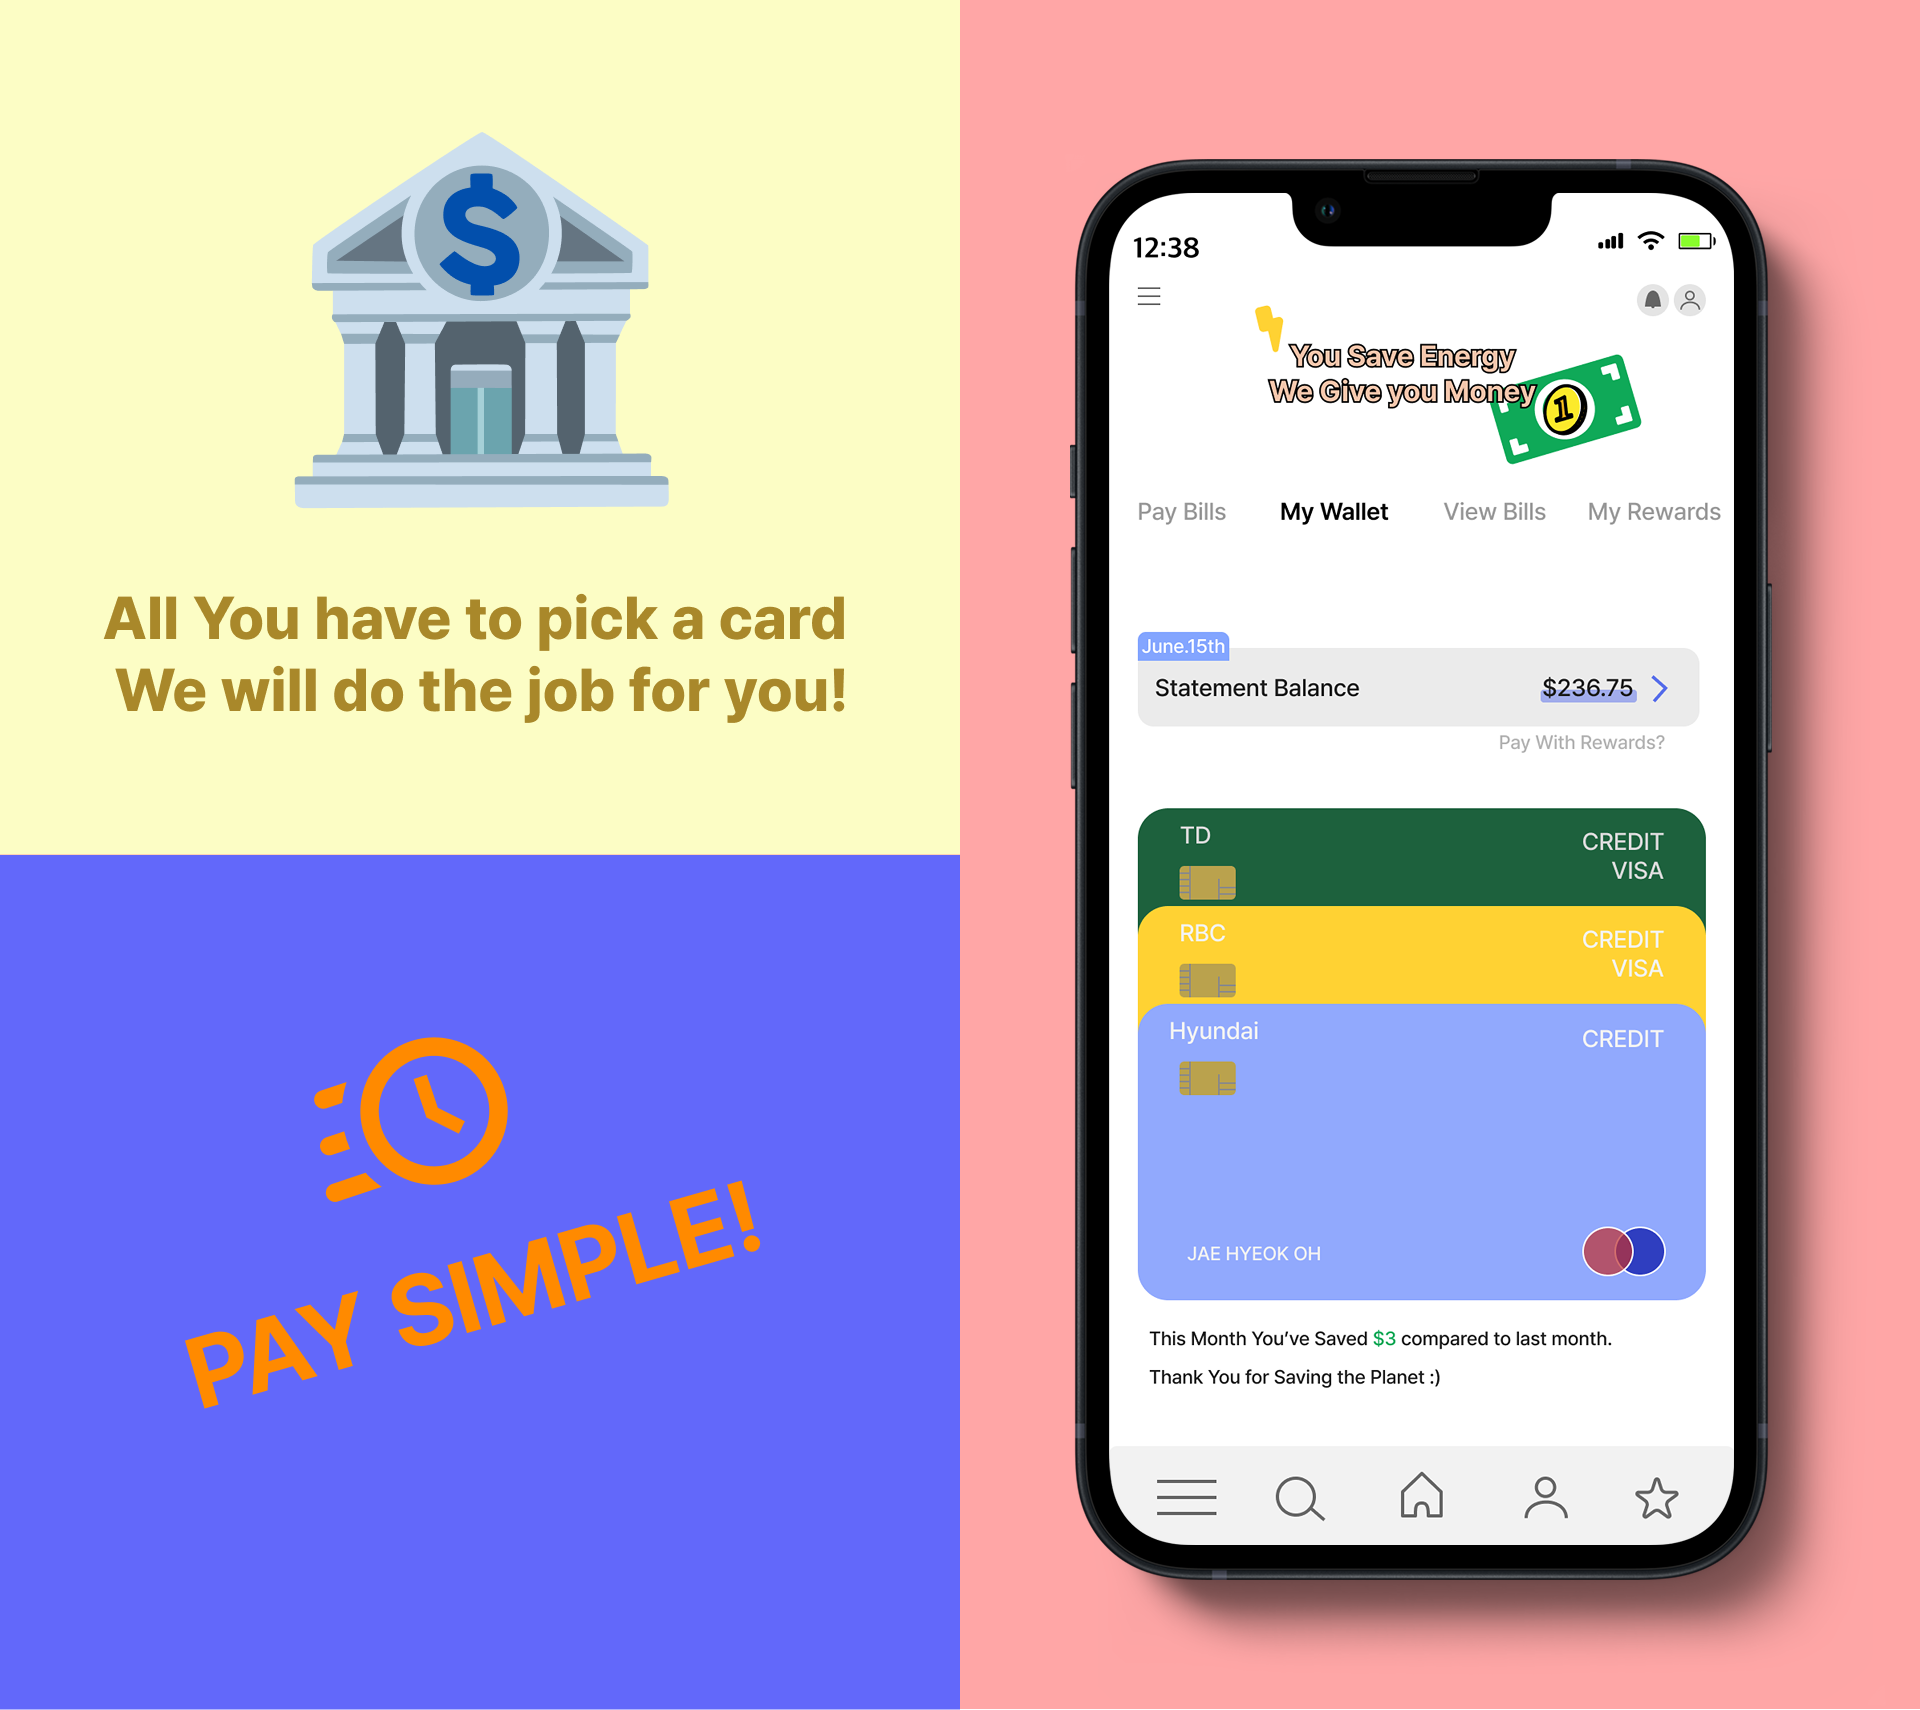 All You have to pick a card
We will do the job for you!
PAY SIMPLE!
12:38
You Save Energy
We Give you Money
1
Pay Bills My Wallet View Bills My Rewards
June.15th
Statement Balance $236.75
Pay With Rewards?
TD CREDIT
VISA
RBC CREDIT
VISA
Hyundai CREDIT
JAE HYEOK OH
This Month You’ve Saved $3 compared to last month.
Thank You for Saving the Planet :)